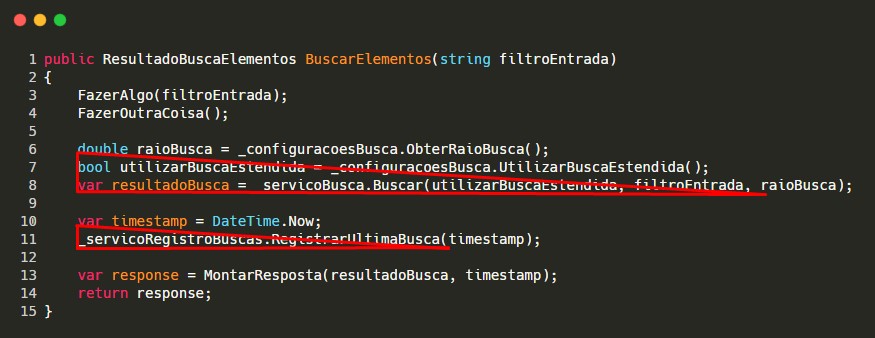 1 public ResultadoBuscaElementos BuscarElementos(string filtroEntrada)
2 {
3 FazerAlgo(filtroEntrada);
4 FazerOutraCoisa();
5
6 double raioBusca = _configuracoesBusca.ObterRaioBusca();
7 bool utilizarBuscaEstendida = _configuracoesBusca.UtilizarBuscaEstendida();
8 var resultadoBusca = _servicoBusca.Buscar(utilizarBuscaEstendida, filtroEntrada, raioBusca);
9
10 var timestamp = DateTime.Now;
11 _servicoRegistroBuscas.RegistrarUltimaBusca(timestamp);
12
13 var response = MontarResposta(resultadoBusca, timestamp);
14 return response;
15 }